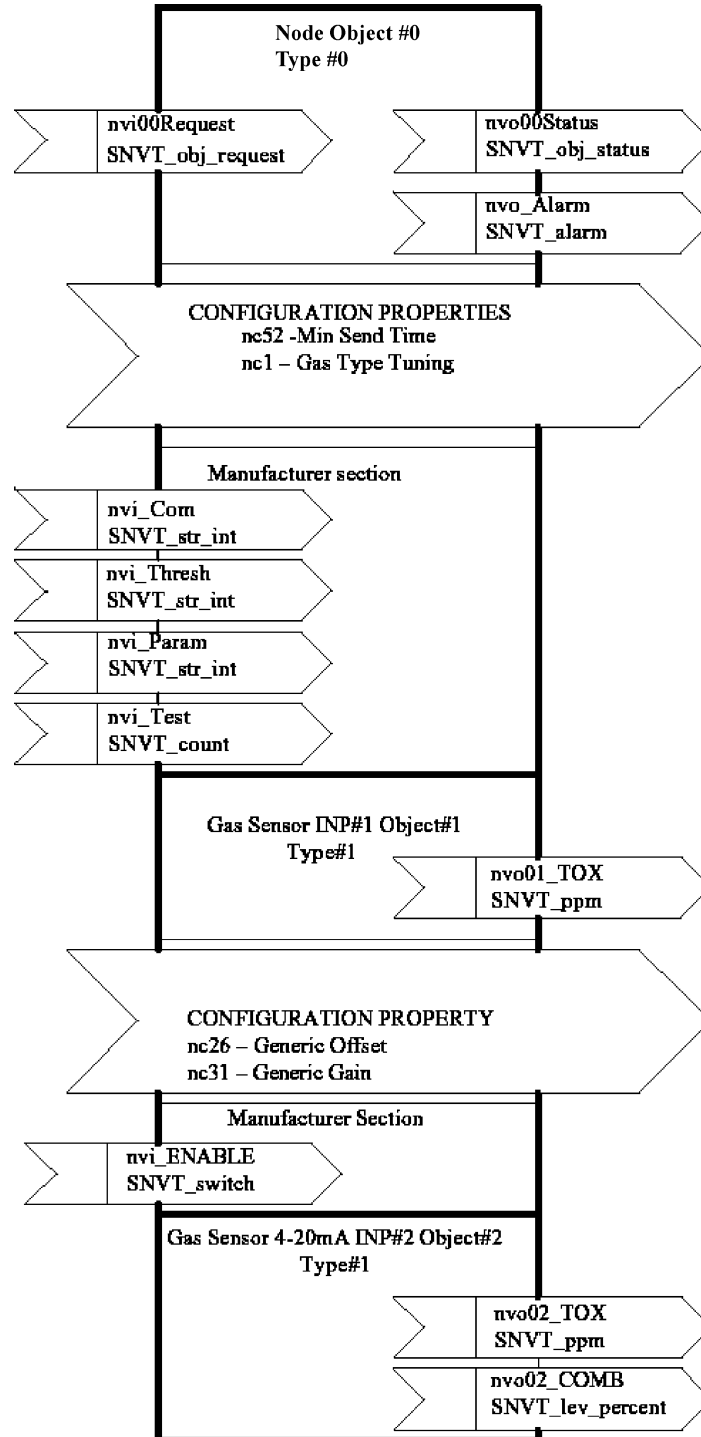 Node Object #0
Type #0
nvi00Request
SNVT_obj_request
nvo00Status
SNVT_obj_status
nvo_Alarm
SNVT_alarm
CONFIGURATION PROPERTIES
nc52 -Min Send Time
nc1 – Gas Type Tuning
Manufacturer section
nvi_Com
SNVT_str_int
nvi_Thresh
SNVT_str_int
nvi_Param
SNVT_str_int
nvi_Test
SNVT_count
Gas Sensor INP#1 Object#1
Type#1
nvo01_TOX
SNVT_ppm
CONFIGURATION PROPERTY
nc26 – Generic Offset
nc31 – Generic Gain
Manufacturer Section
nvi_ENABLE
SNVT_switch
Gas Sensor 4-20mA INP#2 Object#2
Type#1
nvo02_TOX
SNVT_ppm
nvo02_COMB
SNVT_lev_percent